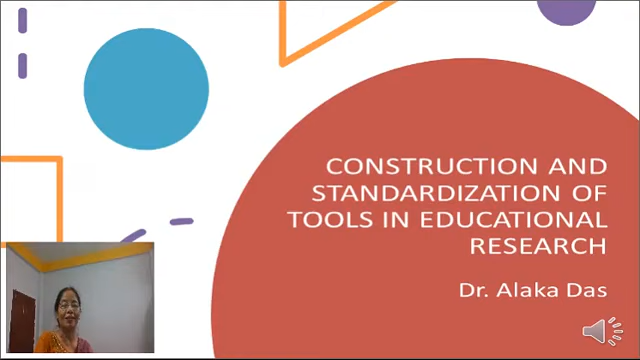 CONSTRUCTION AND
STANDARDIZATION OF
TOOLS IN EDUCATIONAL
RESEARCH
Dr. Alaka Das